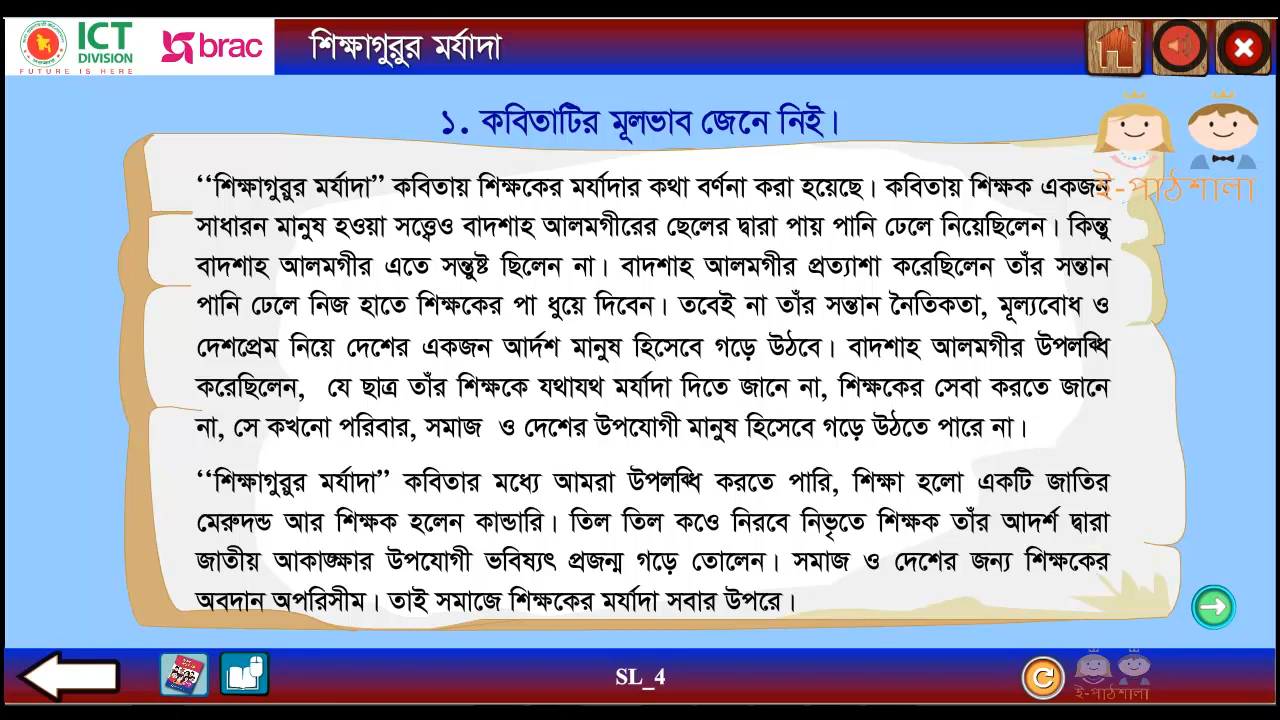 ICT
DIVISION
FUTURE IS HERE
brac
শিক্ষাগুরুর মর্যাদা
১. কবিতাটির মূলভাব জেনে নিই।
‘‘শিক্ষাগুরুর মর্যাদা’’ কবিতায় শিক্ষকের মর্যাদার কথা বর্ণনা করা হয়েছে। কবিতায় শিক্ষক একজন
সাধারন মানুষ হওয়া সত্ত্বেও বাদশাহ আলমগীরের ছেলের দ্বারা পায় পানি ঢেলে নিয়েছিলেন। কিন্তু
বাদশাহ আলমগীর এতে সন্তুষ্ট ছিলেন না। বাদশাহ আলমগীর প্রত্যাশা করেছিলেন তাঁর সন্তান
পানি ঢেলে নিজ হাতে শিক্ষকের পা ধুয়ে দিবেন। তবেই না তাঁর সন্তান নৈতিকতা, মূল্যবোধ ও
দেশপ্রেম নিয়ে দেশের একজন আর্দশ মানুষ হিসেবে গড়ে উঠবে। বাদশাহ আলমগীর উপলব্ধি
করেছিলেন, যে ছাত্র তাঁর শিক্ষকে যথাযথ মর্যাদা দিতে জানে না, শিক্ষকের সেবা করতে জানে
না, সে কখনো পরিবার, সমাজ ও দেশের উপযোগী মানুষ হিসেবে গড়ে উঠতে পারে না।
‘‘শিক্ষাগুরুর মর্যাদা’’ কবিতার মধ্যে আমরা উপলব্ধি করতে পারি, শিক্ষা হলো একটি জাতির
মেরুদন্ড আর শিক্ষক হলেন কান্ডারি। তিল তিল কওে নিরবে নিভৃতে শিক্ষক তাঁর আদর্শ দ্বারা
জাতীয় আকাঙ্ক্ষার উপযোগী ভবিষ্যৎ প্রজন্ম গড়ে তোলেন। সমাজ ও দেশের জন্য শিক্ষকের
অবদান অপরিসীম। তাই সমাজে শিক্ষকের মর্যাদা সবার উপরে।
ই-পাঠশালা
SL_4
ই-পাঠশালা